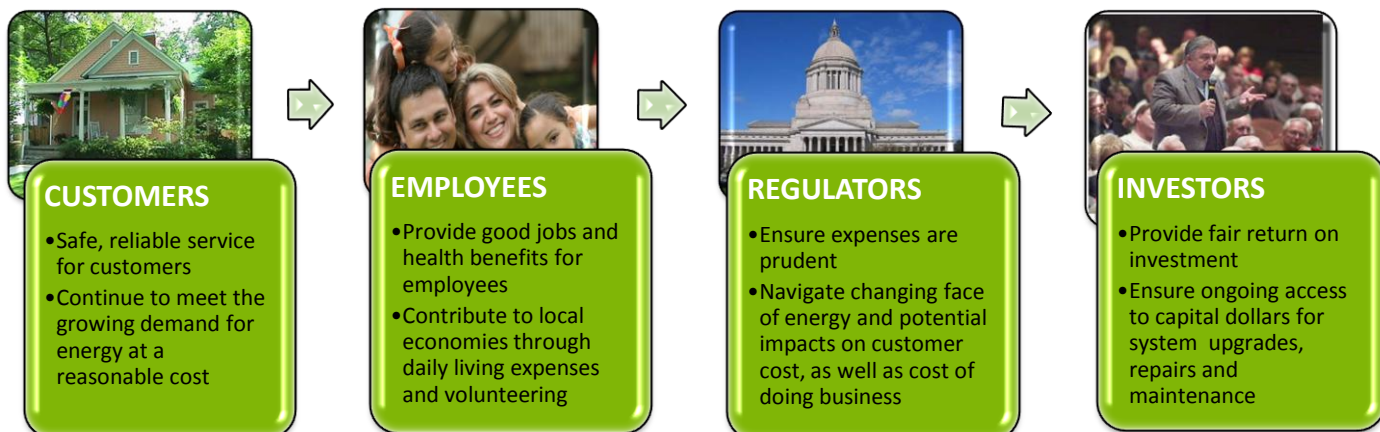 CUSTOMERS
•Safe, reliable service
for customers
•Continue to meet the
growing demand for
energy at a
reasonable cost
EMPLOYEES
•Provide good jobs and
health benefits for
employees
•Contribute to local
economies through
daily living expenses
and volunteering
REGULATORS
•Ensure expenses are
prudent
•Navigate changing face
of energy and potential
impacts on customer
cost, as well as cost of
doing business
INVESTORS
•Provide fair return on
investment
•Ensure ongoing access
to capital dollars for
system upgrades,
repairs and
maintenance